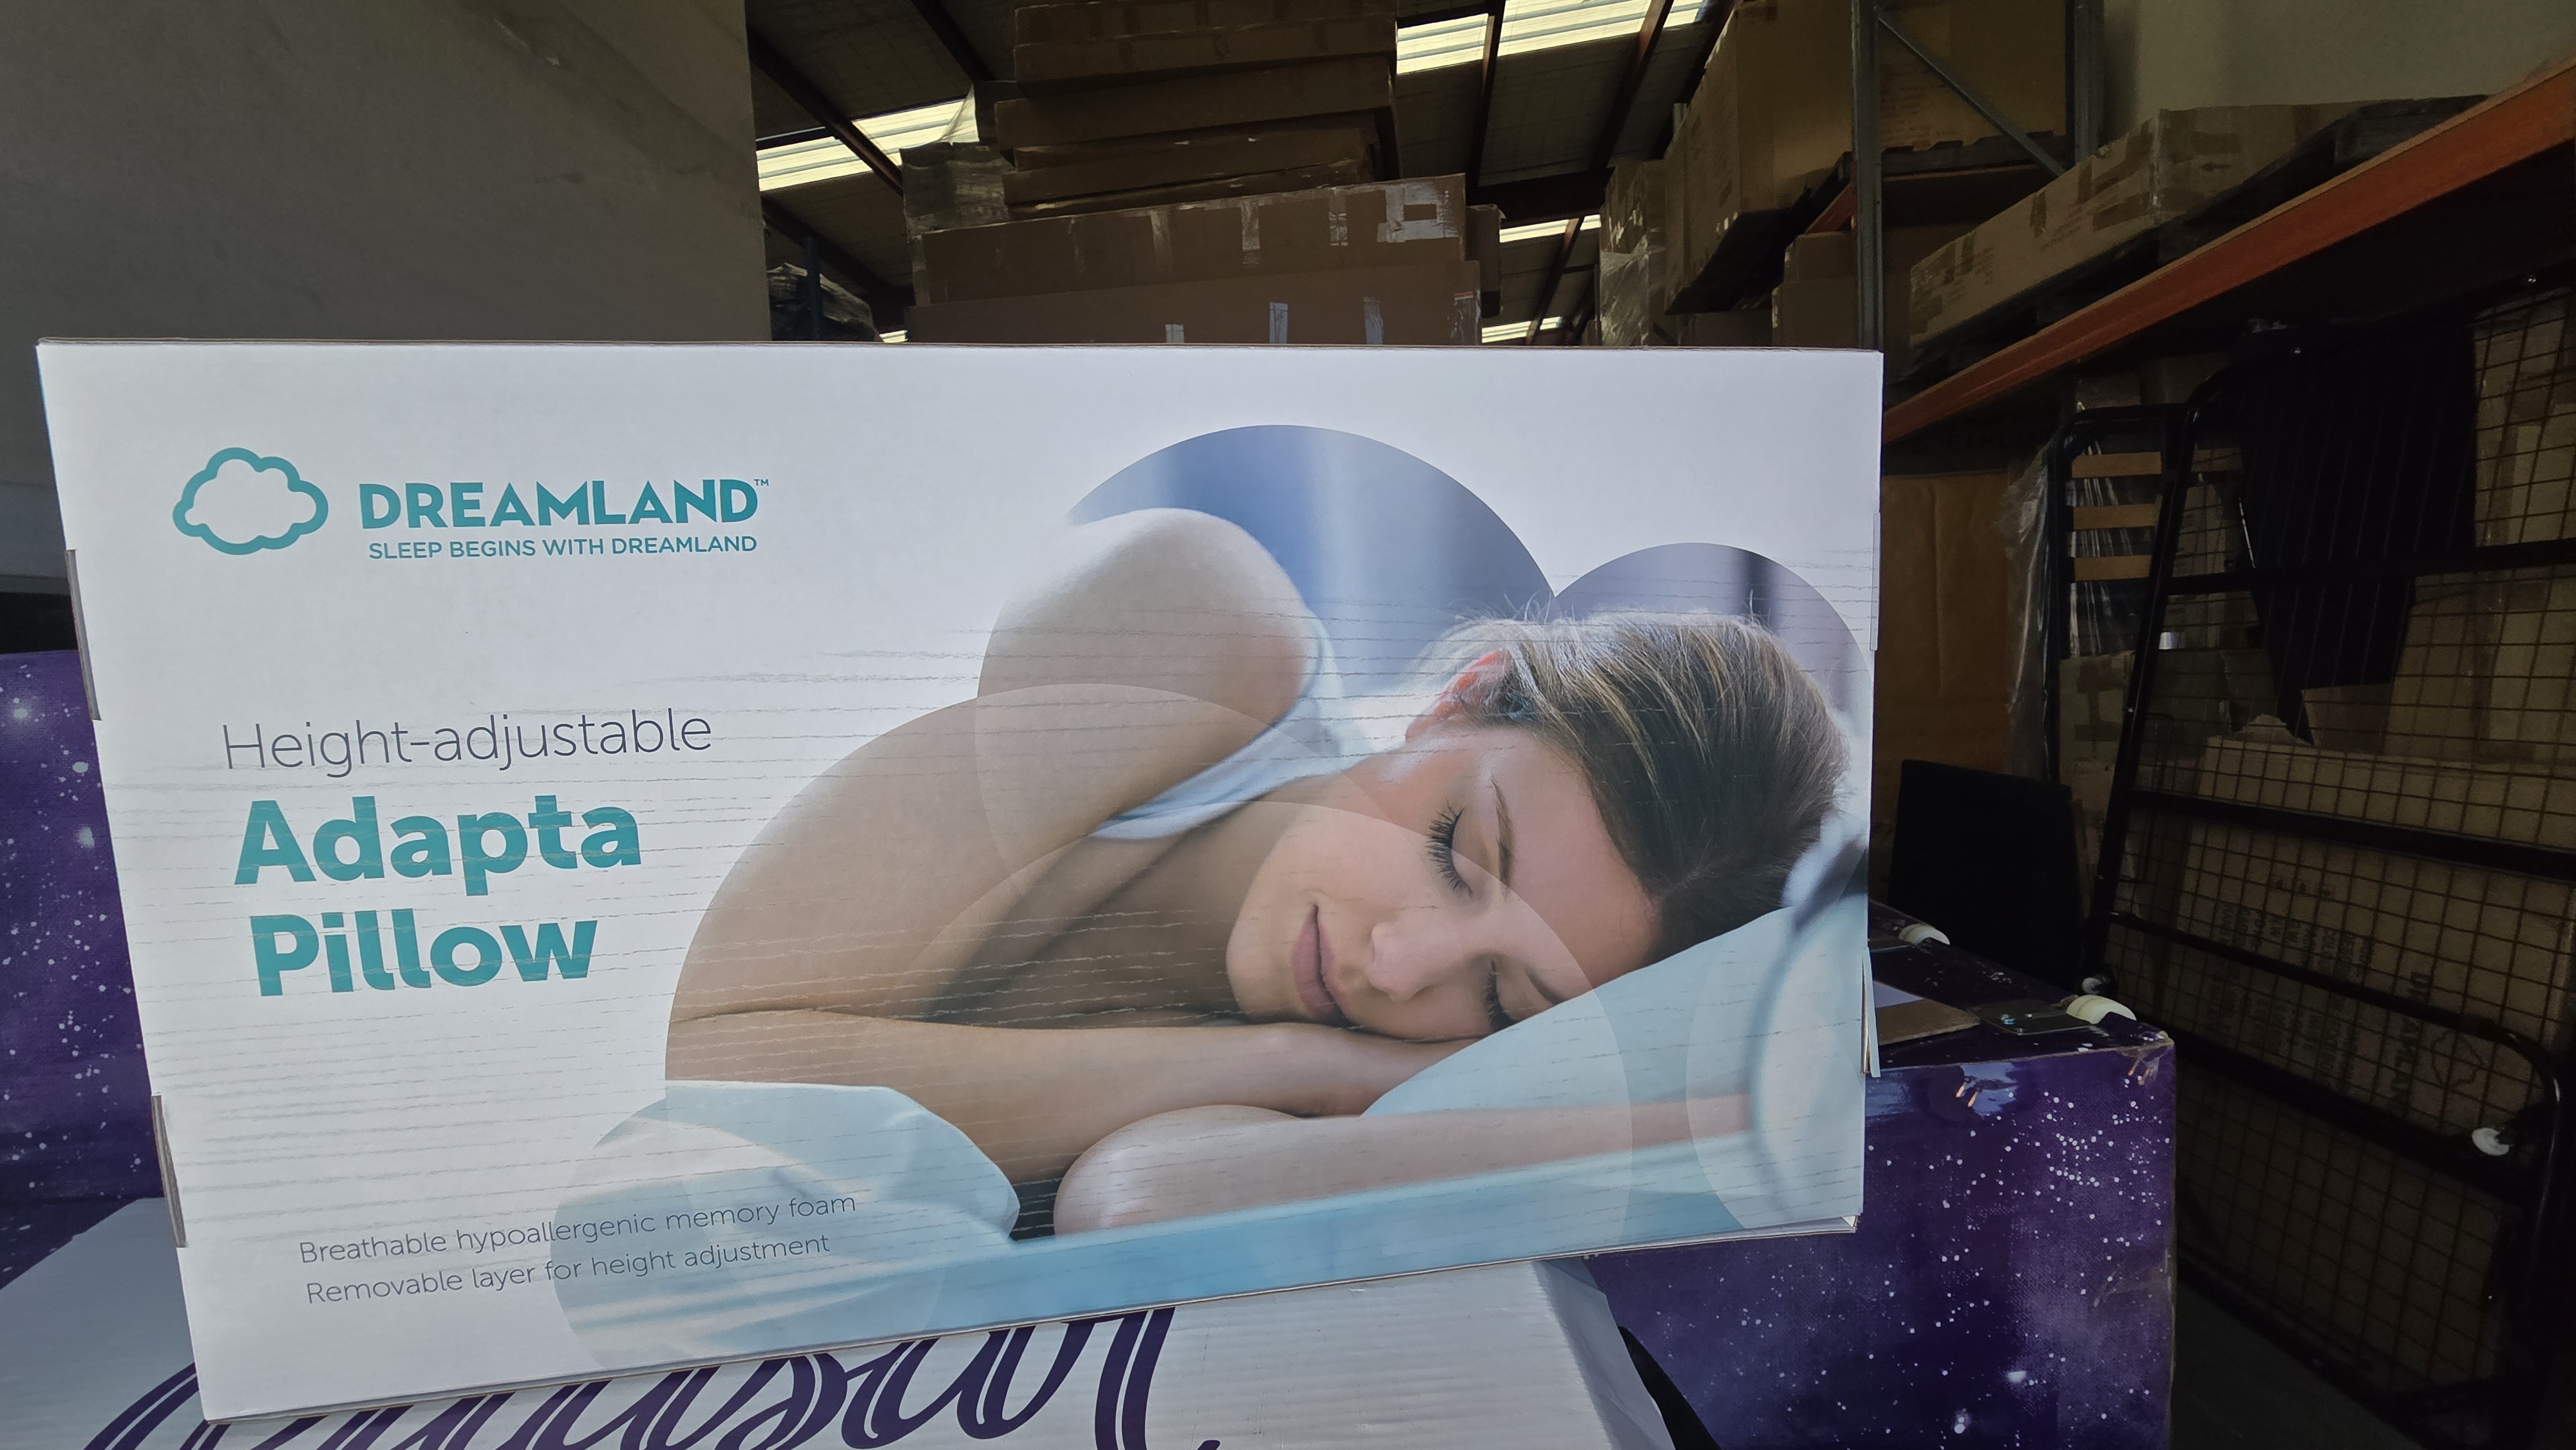 DREAMLAND™
SLEEP BEGINS WITH DREAMLAND
Height-adjustable
Adapta
Pillow
Breathable hypoallergenic memory foam
Removable layer for height adjustment